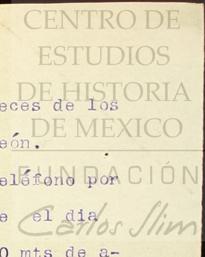 CENTRO DE
ESTUDIOS
DE HISTORIA
DE MEXICO
FUNDACIÓN
Carlos Slim
eces de los
eón.
eléfono por
e el dia
0 mts de a-